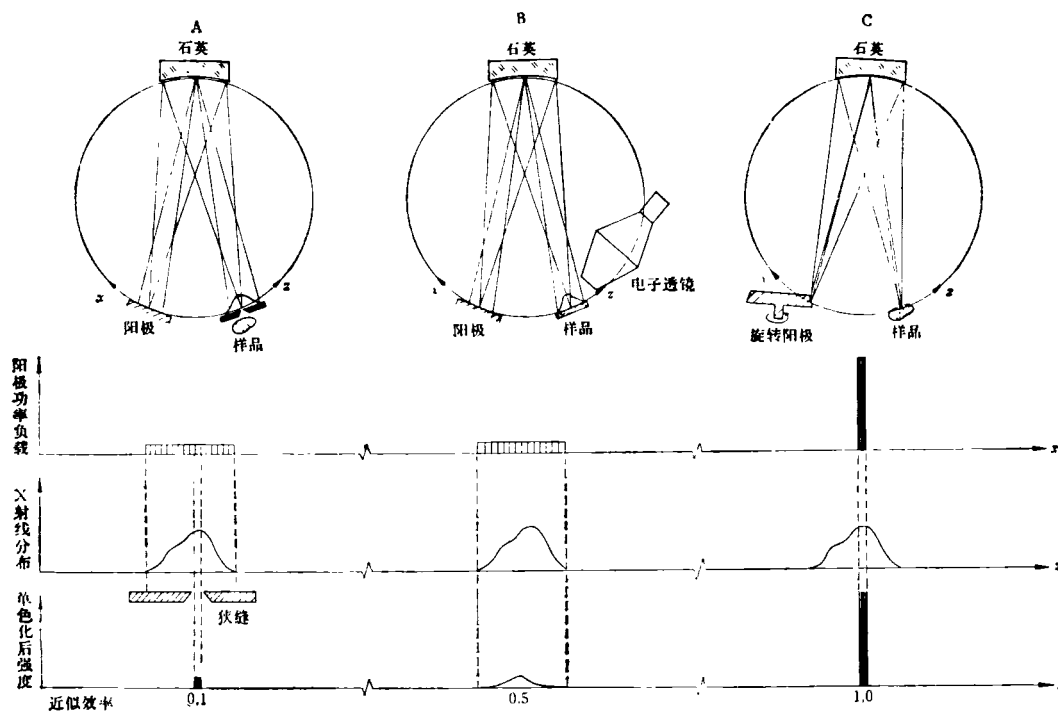 A B C
石英 石英 石英
x z
x z 电子透镜
z
阳极 样品
阳极 样品
旋转阳极 样品
阳极功率负载
x
X射线分布
狭缝
单色化后强度
近似效率 0.1 0.5 1.0